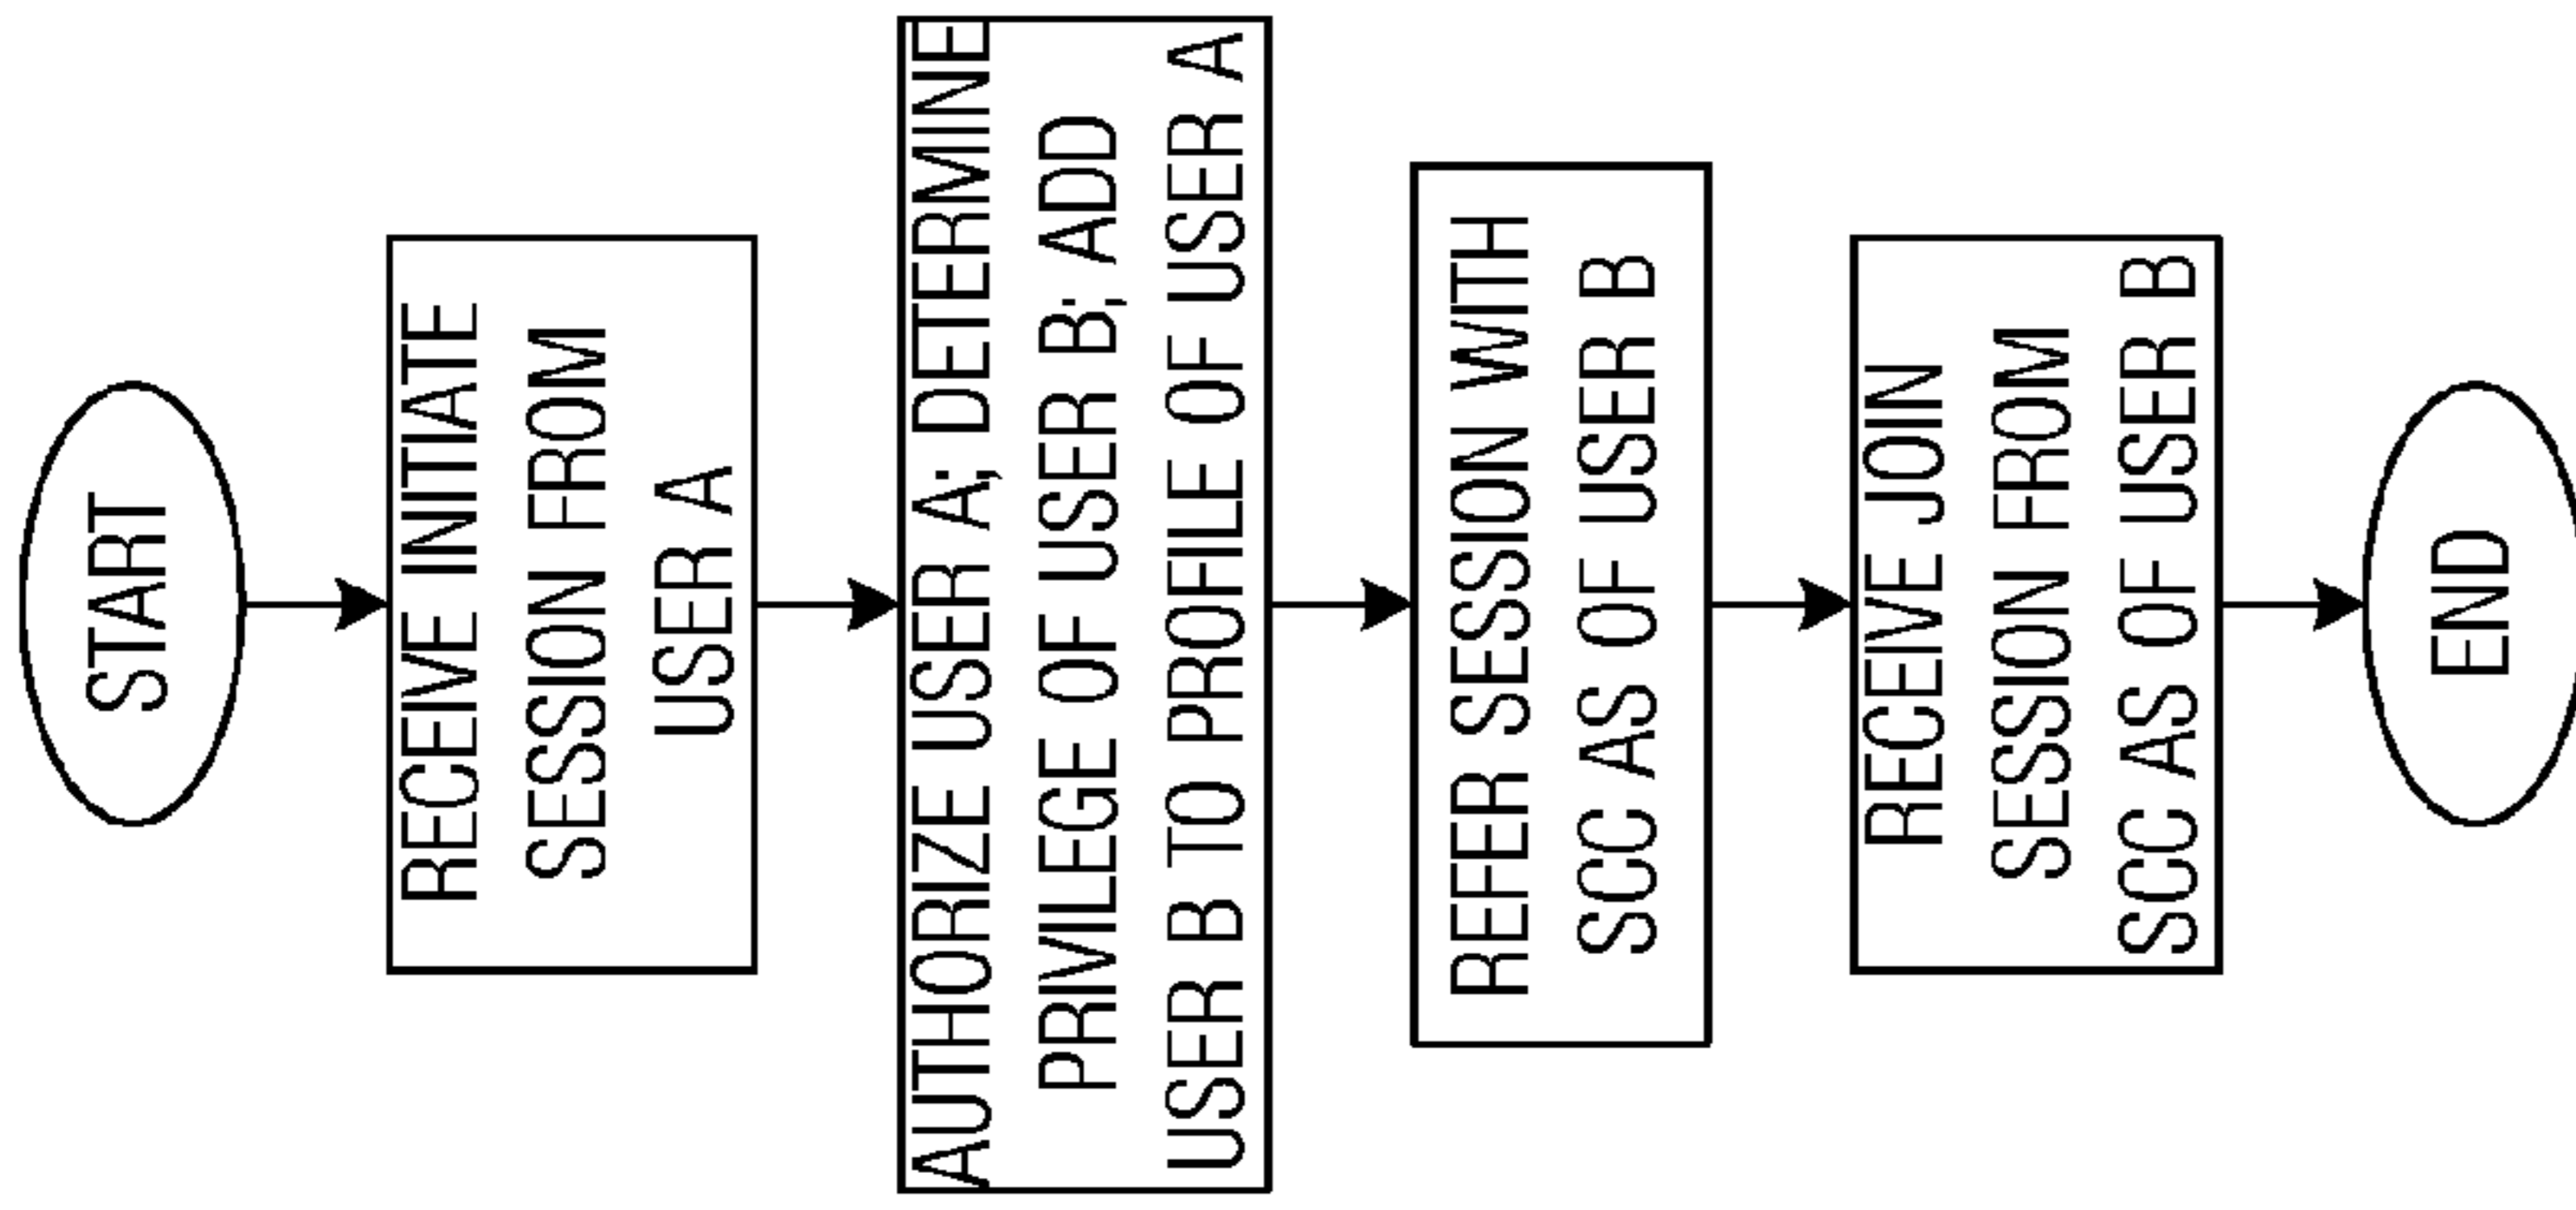 START
RECEIVE INITIATE
SESSION FROM
USER A
AUTHORIZE USER A; DETERMINE
PRIVILEGE OF USER B; ADD
USER B TO PROFILE OF USER A
REFER SESSION WITH
SCC AS OF USER B
RECEIVE JOIN
SESSION FROM
SCC AS OF USER B
END